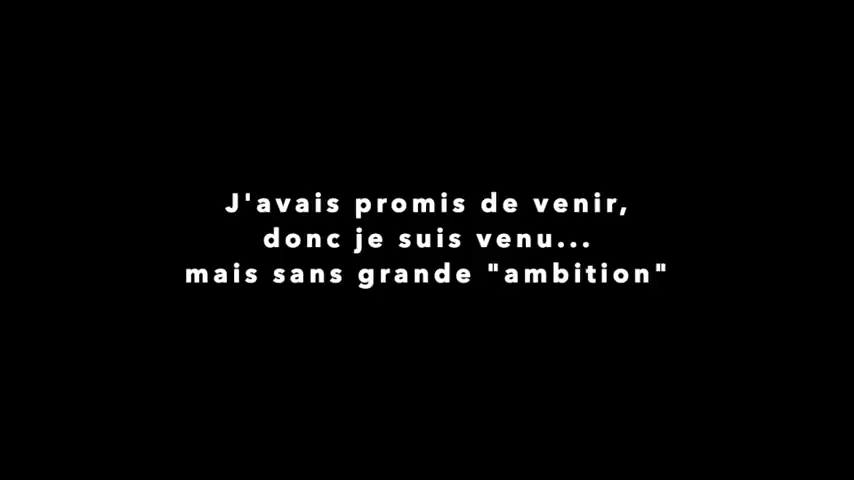 J'avais promis de venir,
donc je suis venu...
mais sans grande "ambition"